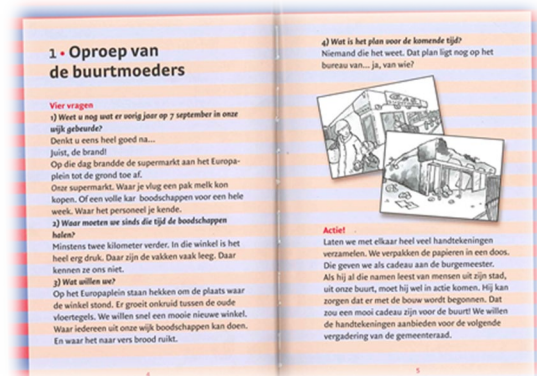 1 • Oproep van
de buurtmoeders
Vier vragen
1) Weet u nog wat er vorig jaar op 7 september in onze
wijk gebeurde?
Denkt u eens heel goed na...
Juist, de brand!
Op die dag brandde de supermarkt aan het Europa-
plein tot de grond toe af.
Onze supermarkt. Waar je vlug een pak melk kon
kopen. Of een volle kar boodschappen voor een hele
week. Waar het personeel je kende.
2) Waar moeten we sinds die tijd de boodschappen
halen?
Minstens twee kilometer verder. In die winkel is het
heel erg druk. Daar zijn de vakken vaak leeg. Daar
kennen ze ons niet.
3) Wat willen we?
Op het Europaplein staan hekken om de plaats waar
de winkel stond. Er groeit onkruid tussen de oude
vloertegels. We willen snel een mooie nieuwe winkel.
Waar iedereen uit onze wijk boodschappen kan doen.
En waar het naar vers brood ruikt.
4) Wat is het plan voor de komende tijd?
Niemand die het weet. Dat plan ligt nog op het
bureau van... ja, van wie?
Actie!
Laten we met elkaar heel veel handtekeningen
verzamelen. We verpakken de papieren in een doos.
Die geven we als cadeau aan de burgemeester.
Als hij al die namen leest van mensen uit zijn stad,
uit onze buurt, moet hij wel in actie komen. Hij kan
zorgen dat er met de bouw wordt begonnen. Dat
zou een mooi cadeau zijn voor de buurt! We willen
de handtekeningen aanbieden voor de volgende
vergadering van de gemeenteraad.
5